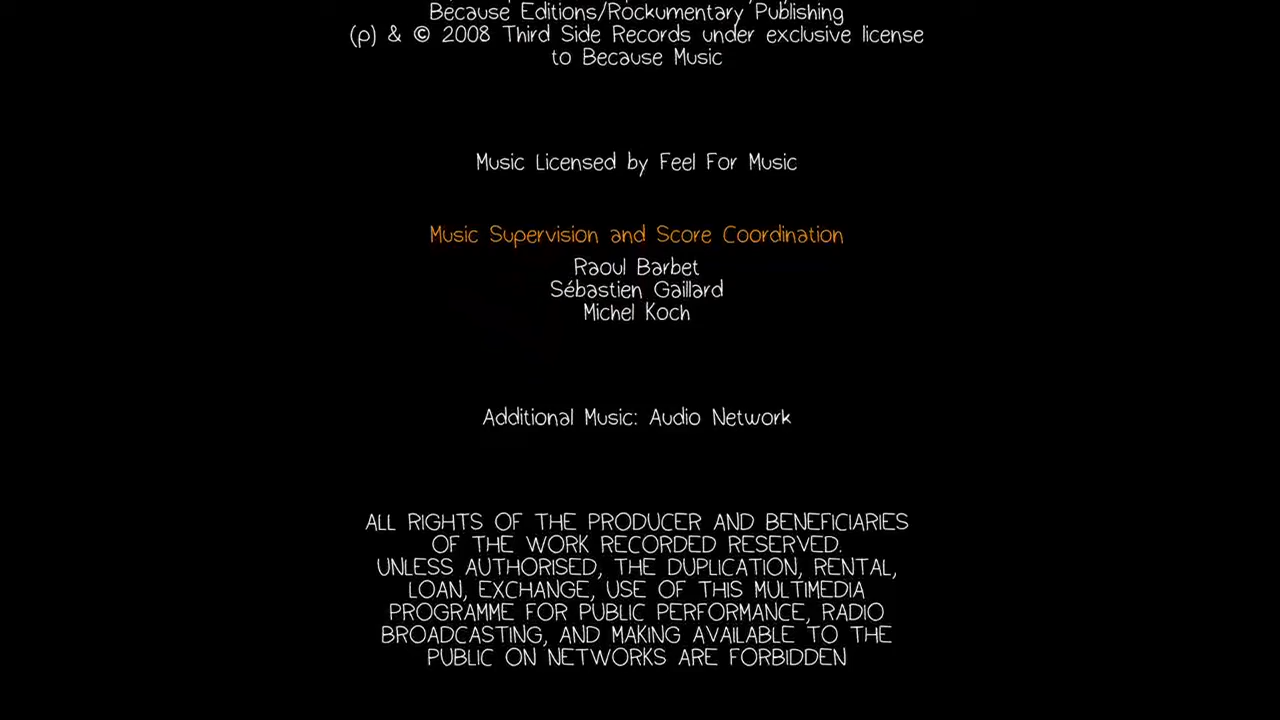 Because Editions/Rockumentary Publishing
(p) & © 2008 Third Side Records under exclusive license
to Because Music
Music Licensed by Feel For Music
Music Supervision and Score Coordination
Raoul Barbet
Sébastien Gaillard
Michel Koch
Additional Music: Audio Network
ALL RIGHTS OF THE PRODUCER AND BENEFICIARIES
OF THE WORK RECORDED RESERVED.
UNLESS AUTHORISED, THE DUPLICATION, RENTAL,
LOAN, EXCHANGE, USE OF THIS MULTIMEDIA
PROGRAMME FOR PUBLIC PERFORMANCE, RADIO
BROADCASTING, AND MAKING AVAILABLE TO THE
PUBLIC ON NETWORKS ARE FORBIDDEN